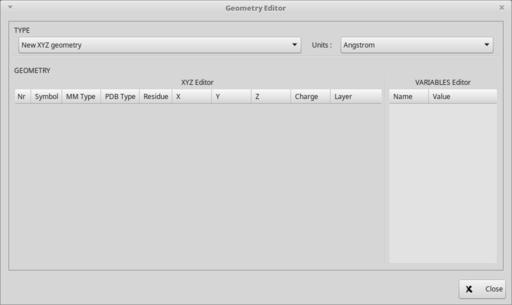 Geometry Editor
TYPE
New XYZ geometry Units : Angstrom
GEOMETRY
XYZ Editor VARIABLES Editor
Nr Symbol MM Type PDB Type Residue X Y Z Charge Layer Name Value
Close